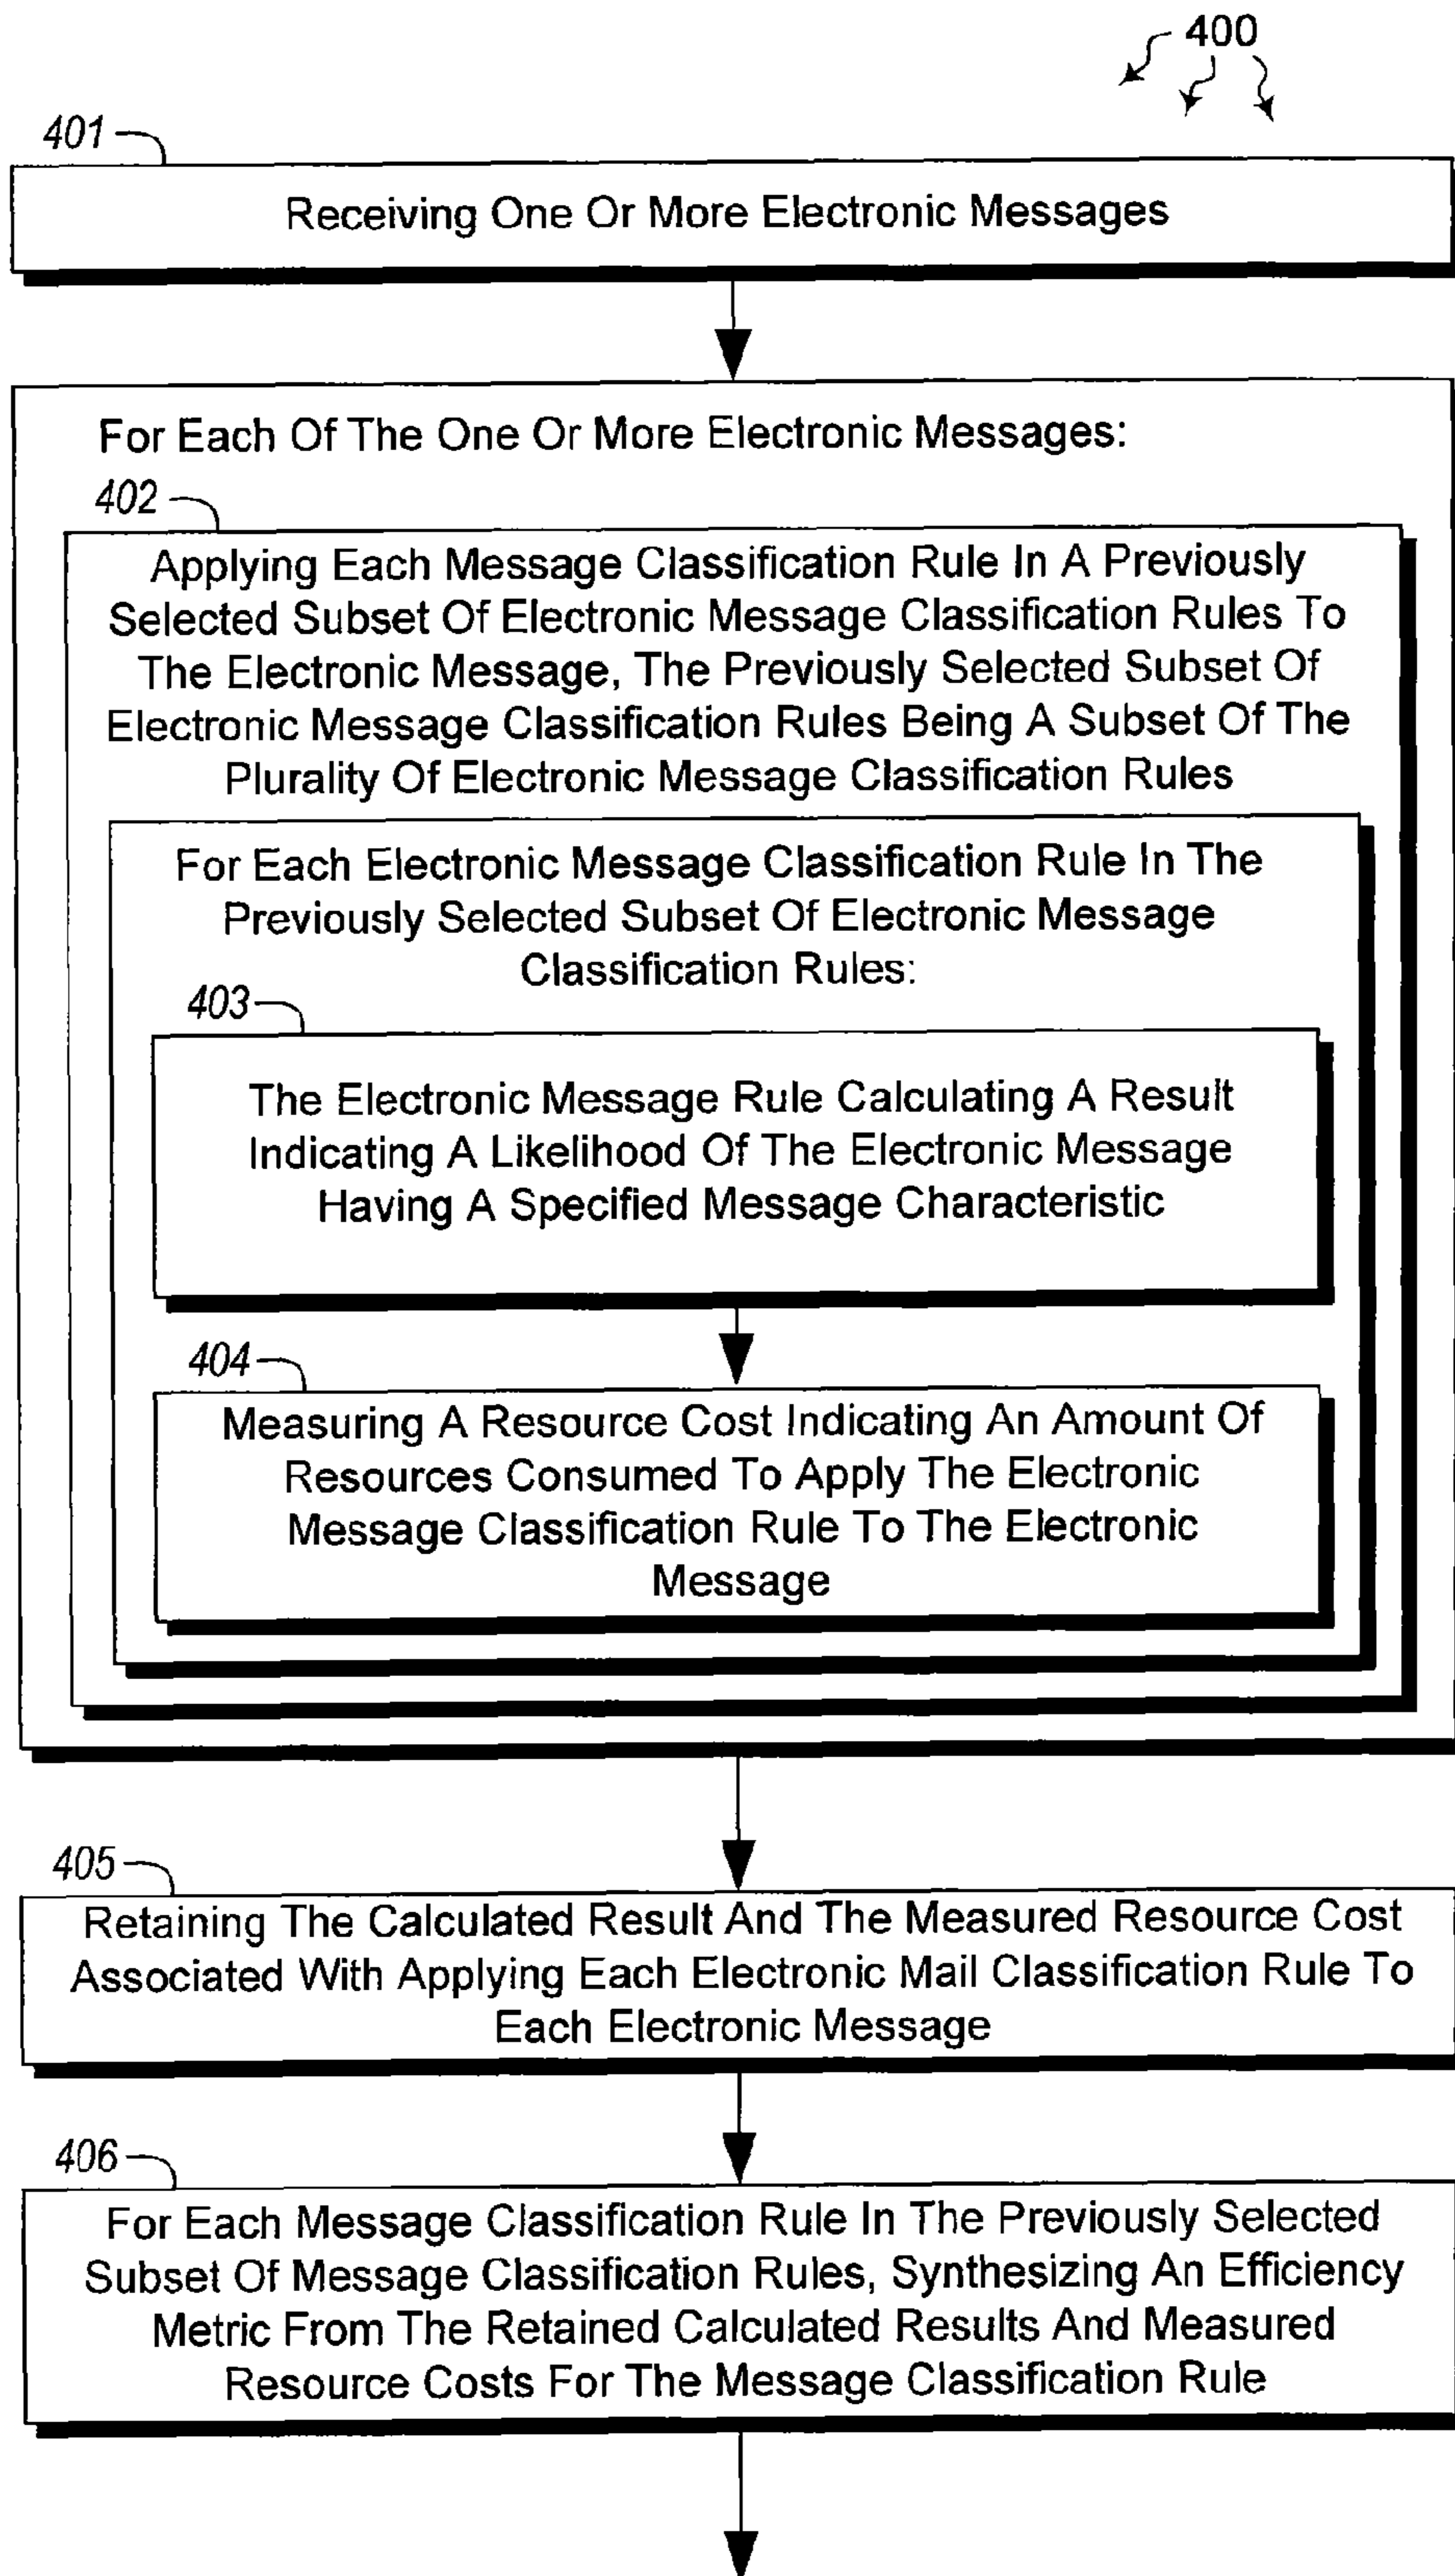 400
401
Receiving One Or More Electronic Messages
For Each Of The One Or More Electronic Messages:
402
Applying Each Message Classification Rule In A Previously
Selected Subset Of Electronic Message Classification Rules To
The Electronic Message, The Previously Selected Subset Of
Electronic Message Classification Rules Being A Subset Of The
Plurality Of Electronic Message Classification Rules
For Each Electronic Message Classification Rule In The
Previously Selected Subset Of Electronic Message
Classification Rules:
403
The Electronic Message Rule Calculating A Result
Indicating A Likelihood Of The Electronic Message
Having A Specified Message Characteristic
404
Measuring A Resource Cost Indicating An Amount Of
Resources Consumed To Apply The Electronic
Message Classification Rule To The Electronic
Message
405
Retaining The Calculated Result And The Measured Resource Cost
Associated With Applying Each Electronic Mail Classification Rule To
Each Electronic Message
406
For Each Message Classification Rule In The Previously Selected
Subset Of Message Classification Rules, Synthesizing An Efficiency
Metric From The Retained Calculated Results And Measured
Resource Costs For The Message Classification Rule